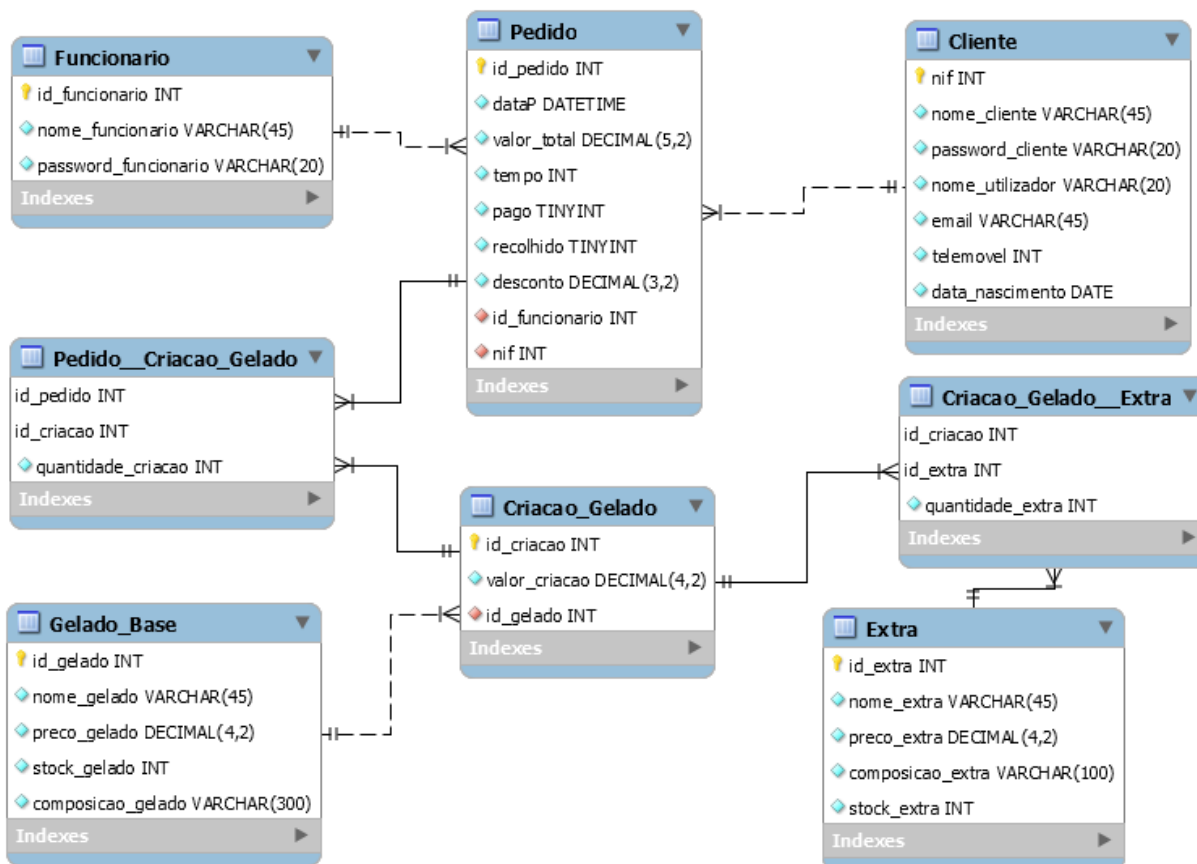 Funcionario
id_funcionario INT
nome_funcionario VARCHAR(45)
password_funcionario VARCHAR(20)
Indexes
Pedido
id_pedido INT
dataP DATETIME
valor_total DECIMAL(5,2)
tempo INT
pago TINYINT
recolhido TINYINT
desconto DECIMAL(3,2)
id_funcionario INT
nif INT
Indexes
Cliente
nif INT
nome_cliente VARCHAR(45)
password_cliente VARCHAR(20)
nome_utilizador VARCHAR(20)
email VARCHAR(45)
telemovel INT
data_nascimento DATE
Indexes
Pedido__Criacao_Gelado
id_pedido INT
id_criacao INT
quantidade_criacao INT
Indexes
Criacao_Gelado
id_criacao INT
valor_criacao DECIMAL(4,2)
id_gelado INT
Indexes
Criacao_Gelado__Extra
id_criacao INT
id_extra INT
quantidade_extra INT
Indexes
Gelado_Base
id_gelado INT
nome_gelado VARCHAR(45)
preco_gelado DECIMAL(4,2)
stock_gelado INT
composicao_gelado VARCHAR(300)
Indexes
Extra
id_extra INT
nome_extra VARCHAR(45)
preco_extra DECIMAL(4,2)
composicao_extra VARCHAR(100)
stock_extra INT
Indexes